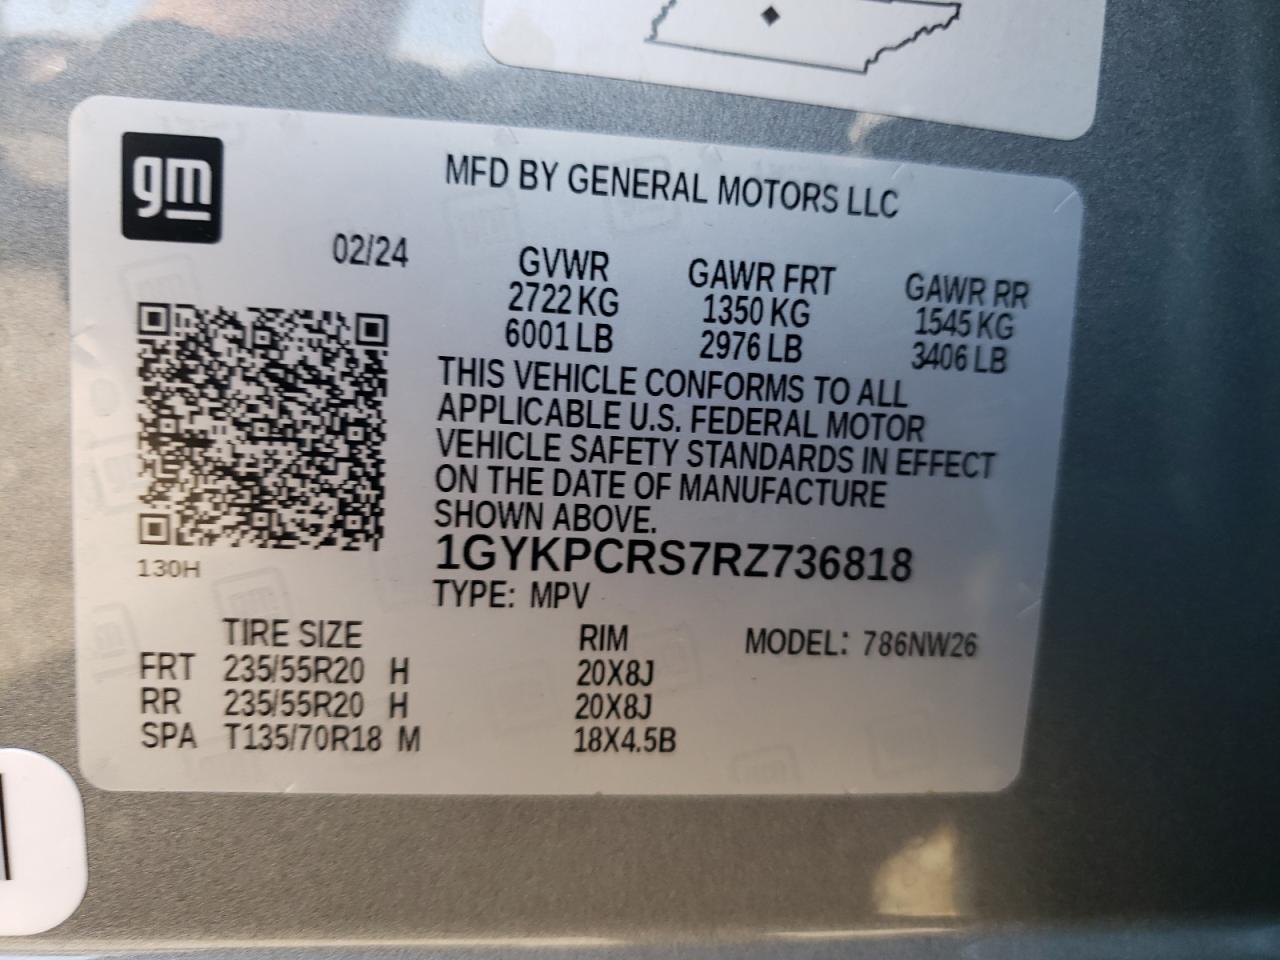 gm
MFD BY GENERAL MOTORS LLC
02/24
GVWR GAWR FRT GAWR RR
2722 KG 1350 KG 1545 KG
6001 LB 2976 LB 3406 LB
THIS VEHICLE CONFORMS TO ALL
APPLICABLE U.S. FEDERAL MOTOR
VEHICLE SAFETY STANDARDS IN EFFECT
ON THE DATE OF MANUFACTURE
SHOWN ABOVE.
1GYKPCRS7RZ736818
130H
TYPE: MPV
TIRE SIZE RIM MODEL: 786NW26
FRT 235/55R20 H 20X8J
RR 235/55R20 H 20X8J
SPA T135/70R18 M 18X4.5B